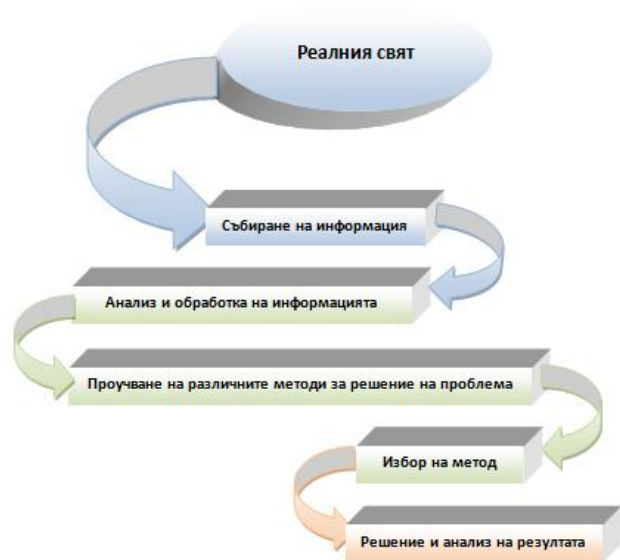 Реалния свят
Събиране на информация
Анализ и обработка на информацията
Проучване на различните методи за решение на проблема
Избор на метод
Решение и анализ на резултата